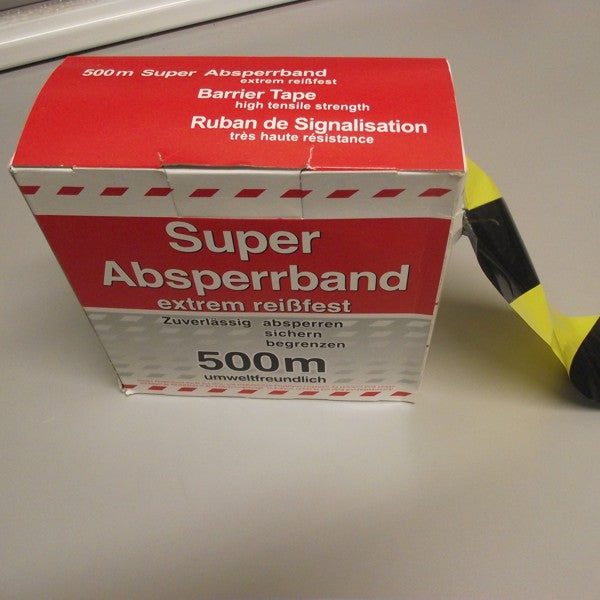 500m Super Absperrband
extrem reißfest
Barrier Tape
high tensile strength
Ruban de Signalisation
très haute résistance
Super
Absperrband
extrem reißfest
Zuverlässig absperren
sichern
begrenzen
500m
umweltfreundlich